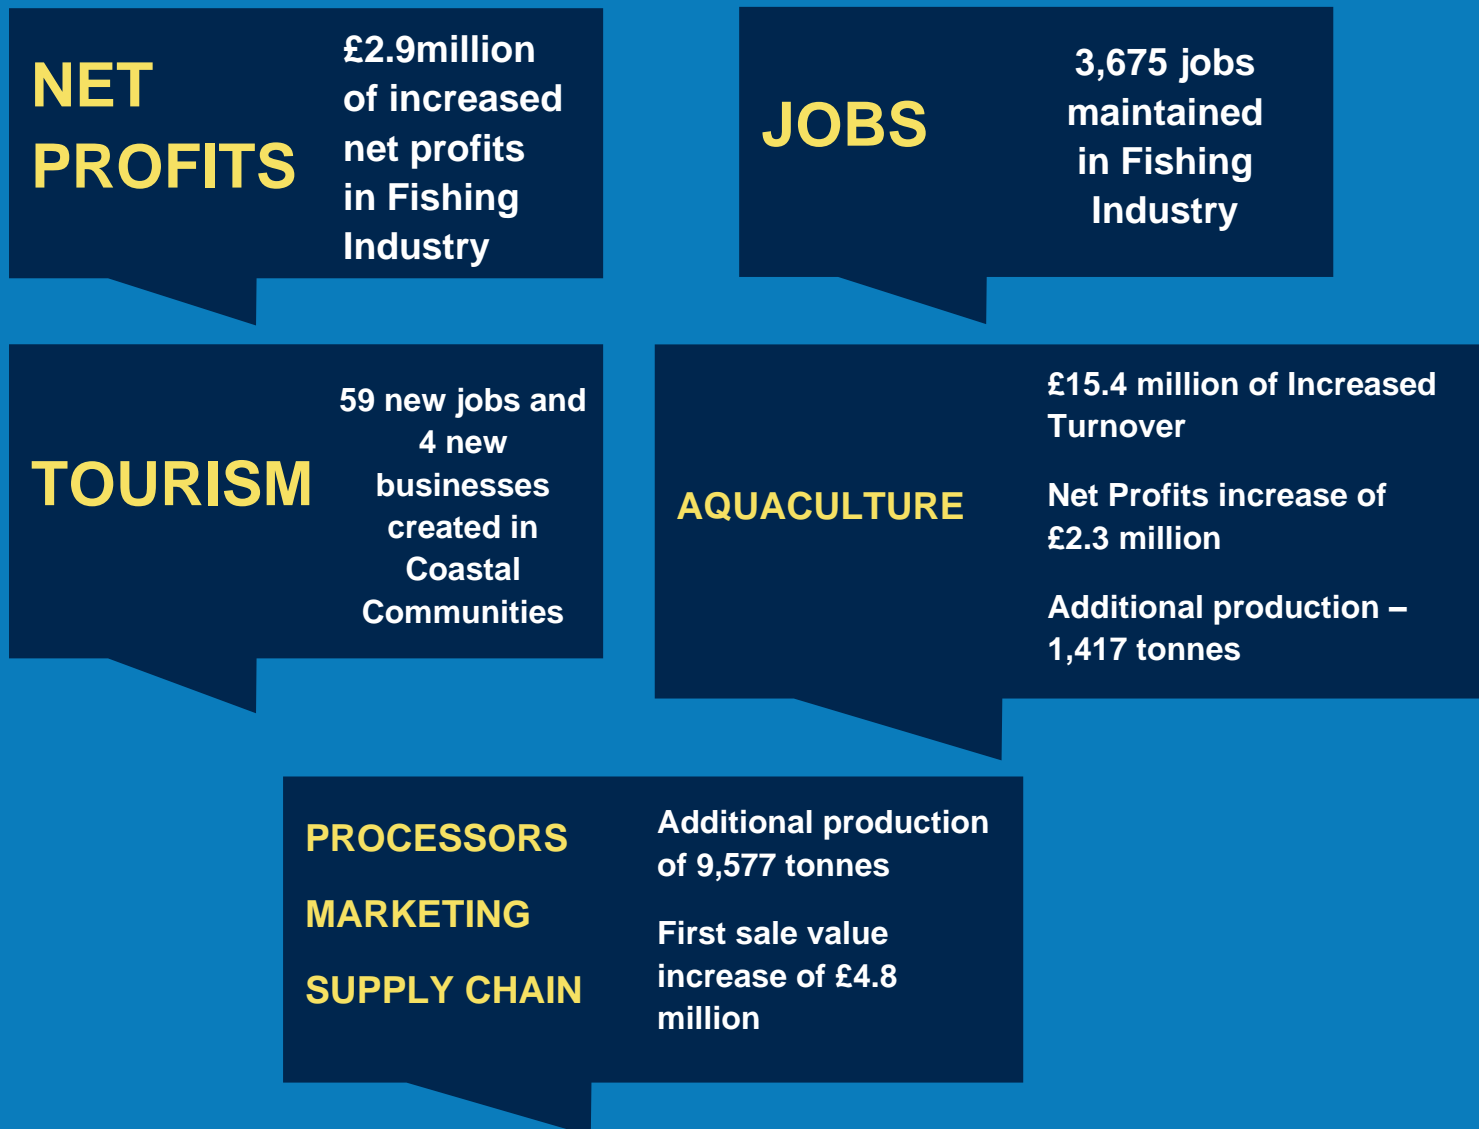 NET
PROFITS
£2.9million
of increased
net profits
in Fishing
Industry
JOBS
3,675 jobs
maintained
in Fishing
Industry
TOURISM
59 new jobs and
4 new
businesses
created in
Coastal
Communities
AQUACULTURE
£15.4 million of Increased
Turnover
Net Profits increase of
£2.3 million
Additional production –
1,417 tonnes
PROCESSORS
MARKETING
SUPPLY CHAIN
Additional production
of 9,577 tonnes
First sale value
increase of £4.8
million